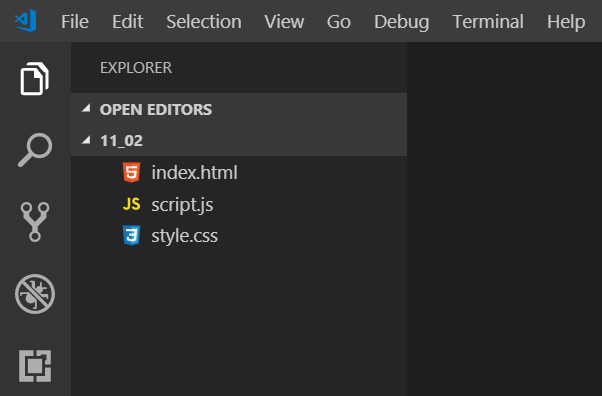 File Edit Selection View Go Debug Terminal Help
EXPLORER
OPEN EDITORS
11_02
index.html
JS script.js
style.css